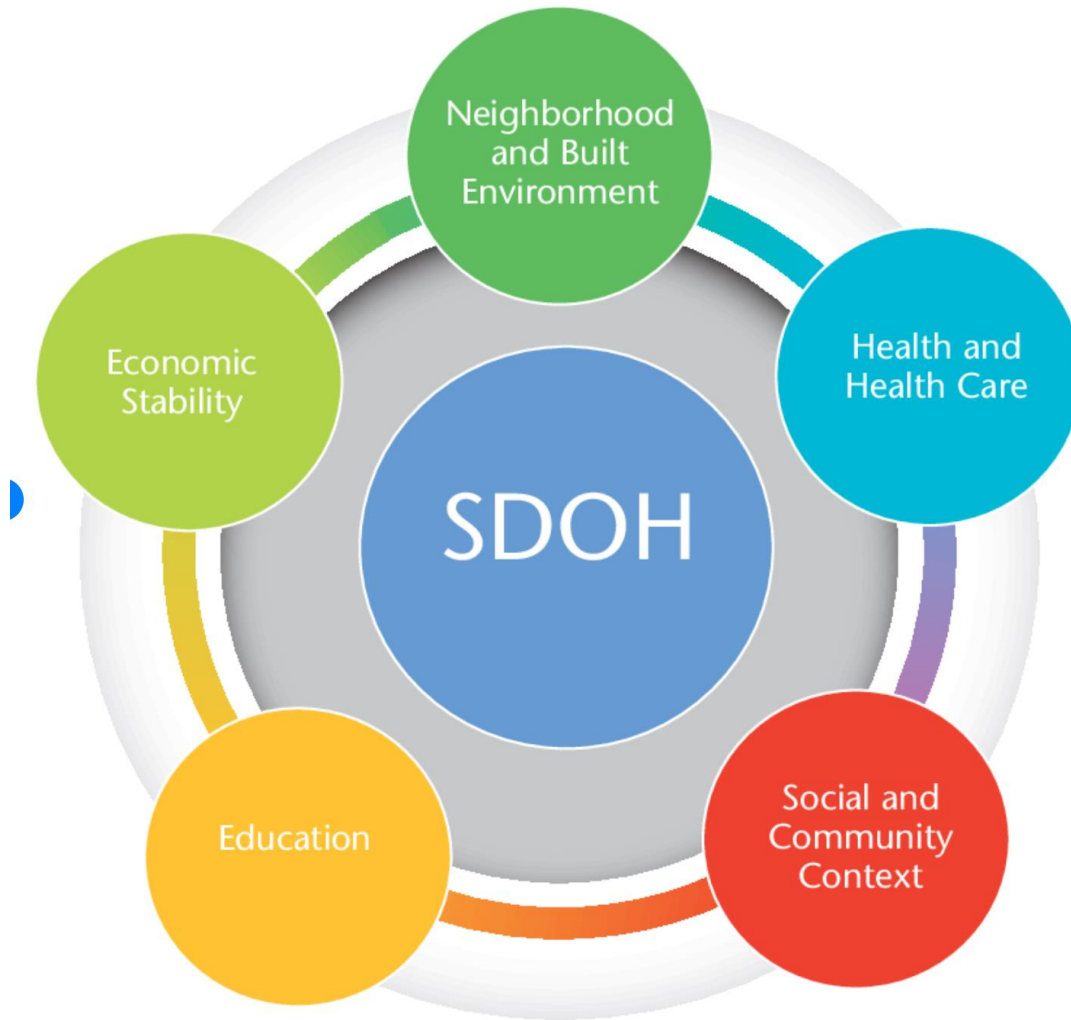 Neighborhood
and Built
Environment
Economic
Stability
Health and
Health Care
SDOH
Education
Social and
Community
Context